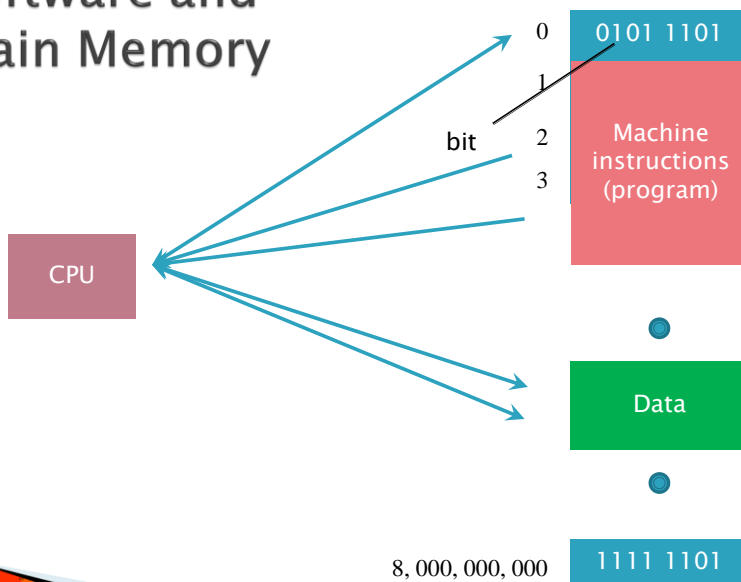 and
Memory
0
0101 1101
1
bit
2
3
Machine
instructions
(program)
CPU
Data
8, 000, 000, 000
1111 1101